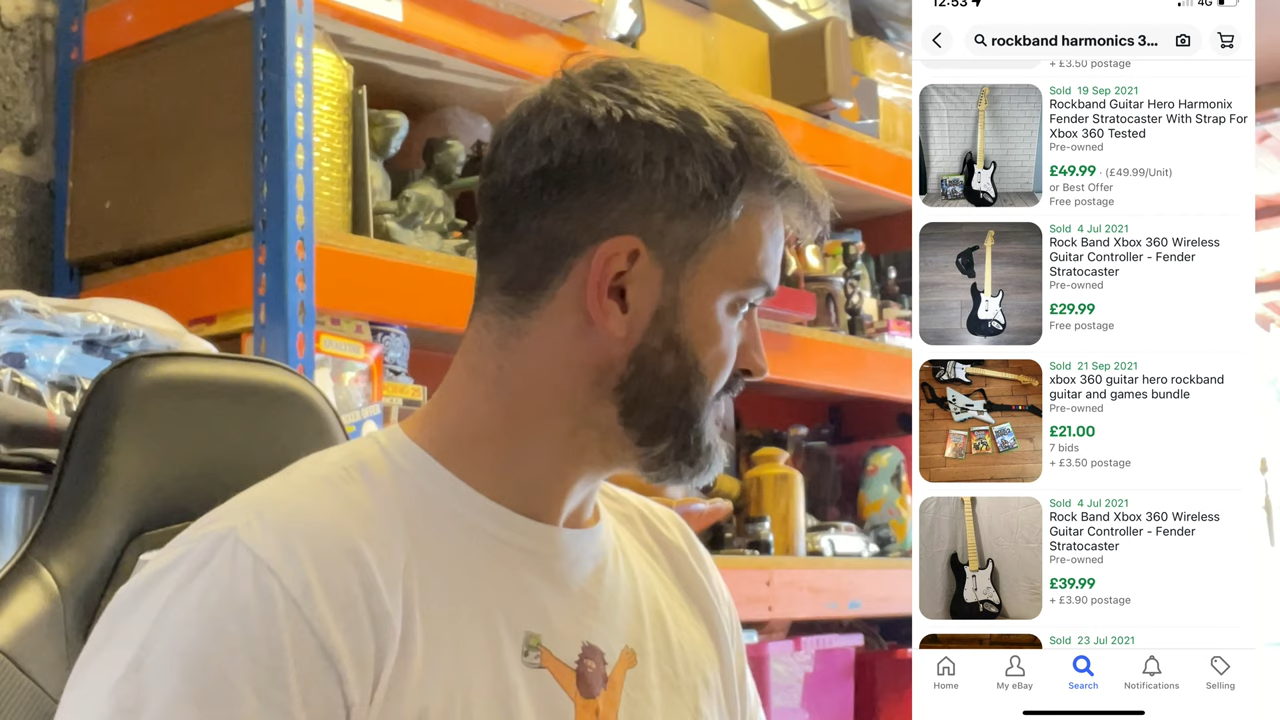 12:53
4G
rockband harmonics 3...
+ £3.50 postage
Sold 19 Sep 2021
Rockband Guitar Hero Harmonix
Fender Stratocaster With Strap For
Xbox 360 Tested
Pre-owned
£49.99 · (£49.99/Unit)
or Best Offer
Free postage
Sold 4 Jul 2021
Rock Band Xbox 360 Wireless
Guitar Controller - Fender
Stratocaster
Pre-owned
£29.99
Free postage
Sold 21 Sep 2021
xbox 360 guitar hero rockband
guitar and games bundle
Pre-owned
£21.00
7 bids
+ £3.50 postage
Sold 4 Jul 2021
Rock Band Xbox 360 Wireless
Guitar Controller - Fender
Stratocaster
Pre-owned
£39.99
+ £3.90 postage
Sold 23 Jul 2021
Home
My eBay
Search
Notifications
Selling